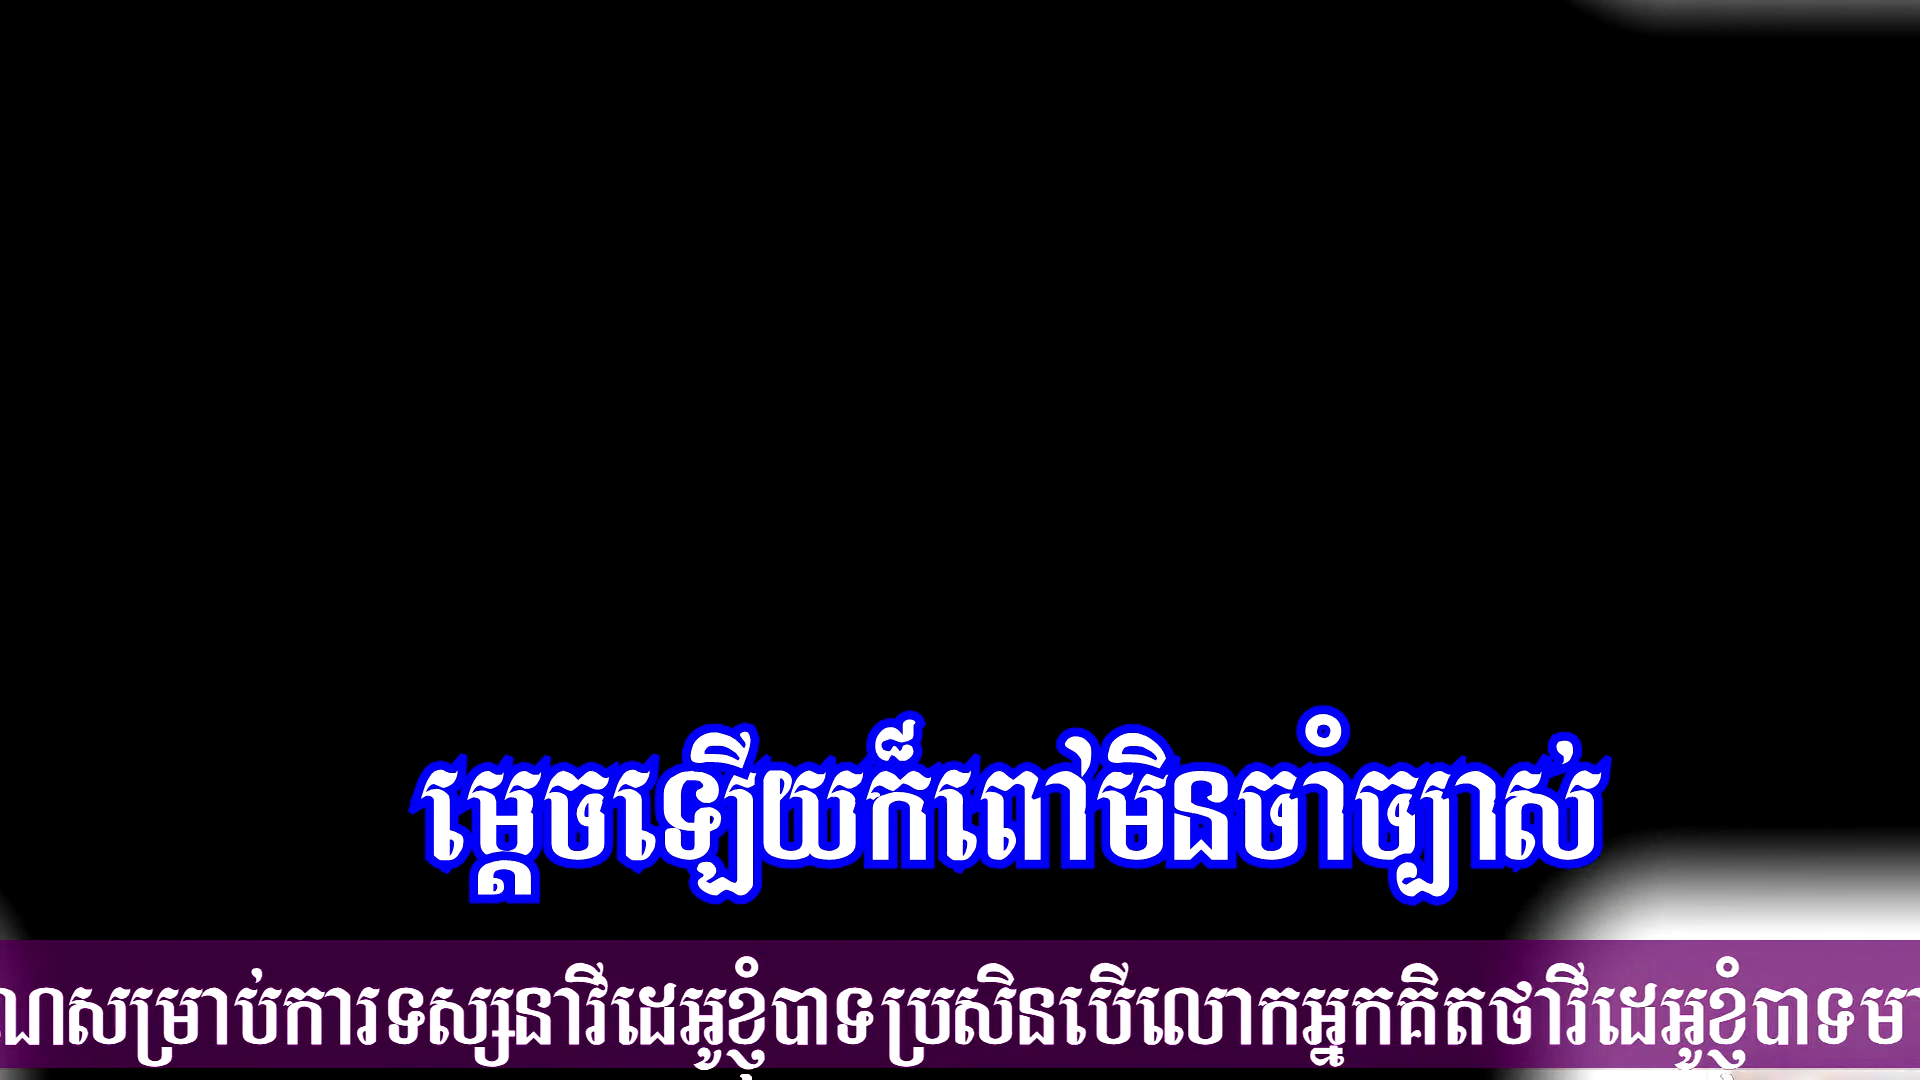 ម្ដេចឡើយក៏ពៅមិនចាំច្បាស់
ណសម្រាប់ការទស្សនាវីដេអូខ្ញុំបាទ ប្រសិនបើលោកអ្នកគិតថាវីដេអូខ្ញុំបាទមា